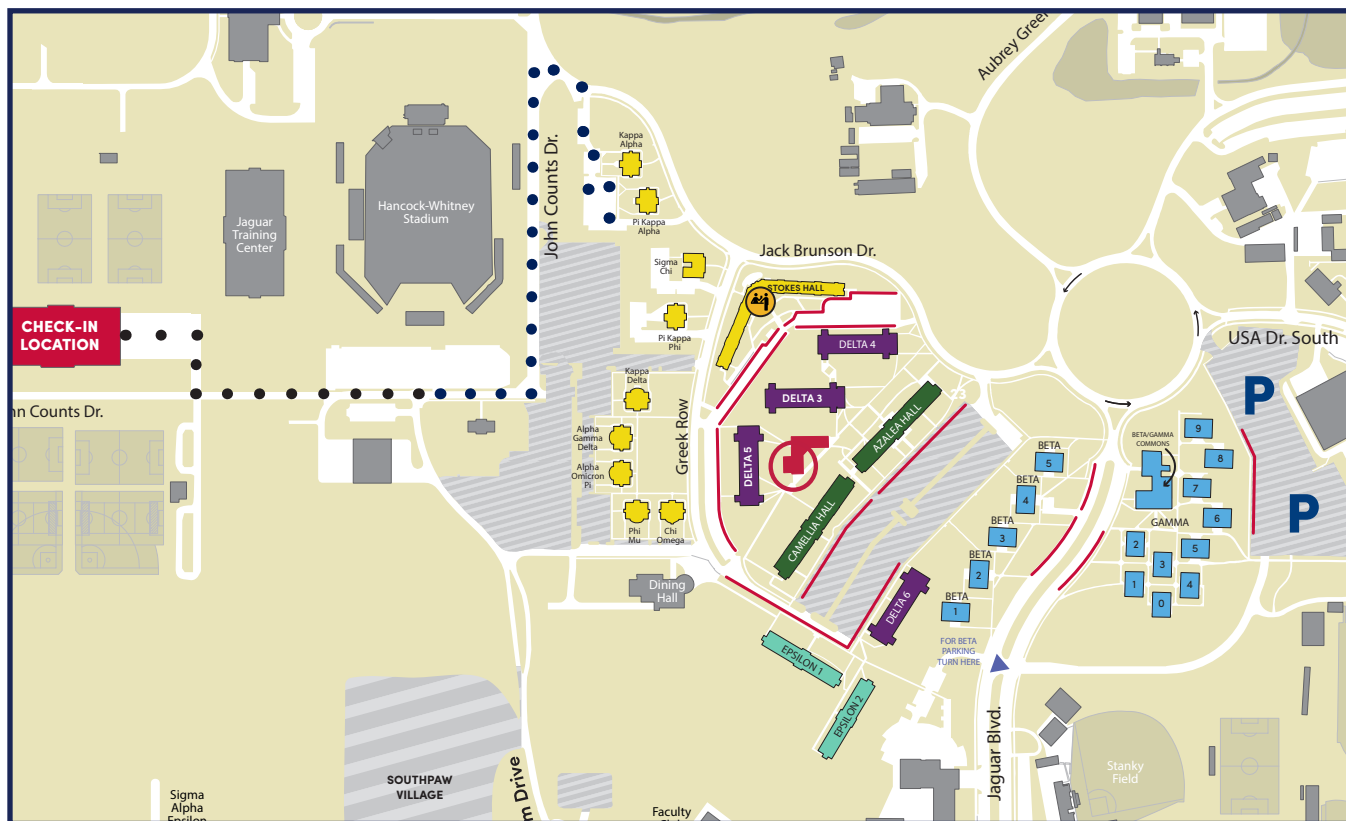 Aubrey Green
John Counts Dr.
Kappa
Alpha
Hancock-Whitney
Stadium
Jaguar
Training
Center
Pi Kappa
Alpha
Jack Brunson Dr.
Sigma
Chi
STOKES HALL
CHECK-IN
LOCATION
Pi Kappa
Phi
DELTA 4
USA Dr. South
Kappa
Delta
DELTA 3
23
P
nn Counts Dr.
Alpha
Gamma
Delta
Greek Row
AZALEA HALL
BETA/GAMMA
COMMONS
9
BETA
5
8
Alpha
Omicron
Pi
DELTA 5
7
BETA
4
P
6
Phi
Mu
Chi
Omega
CAMELLIA HALL
BETA
3
GAMMA
2
5
3
BETA
2
1
4
0
Dining
Hall
DELTA 6
BETA
1
FOR BETA
PARKING
TURN HERE
EPSILON 1
EPSILON 2
Jaguar Blvd.
Stanky
Field
SOUTHPAW
VILLAGE
m Drive
Sigma
Alpha
Epsilon
Faculty